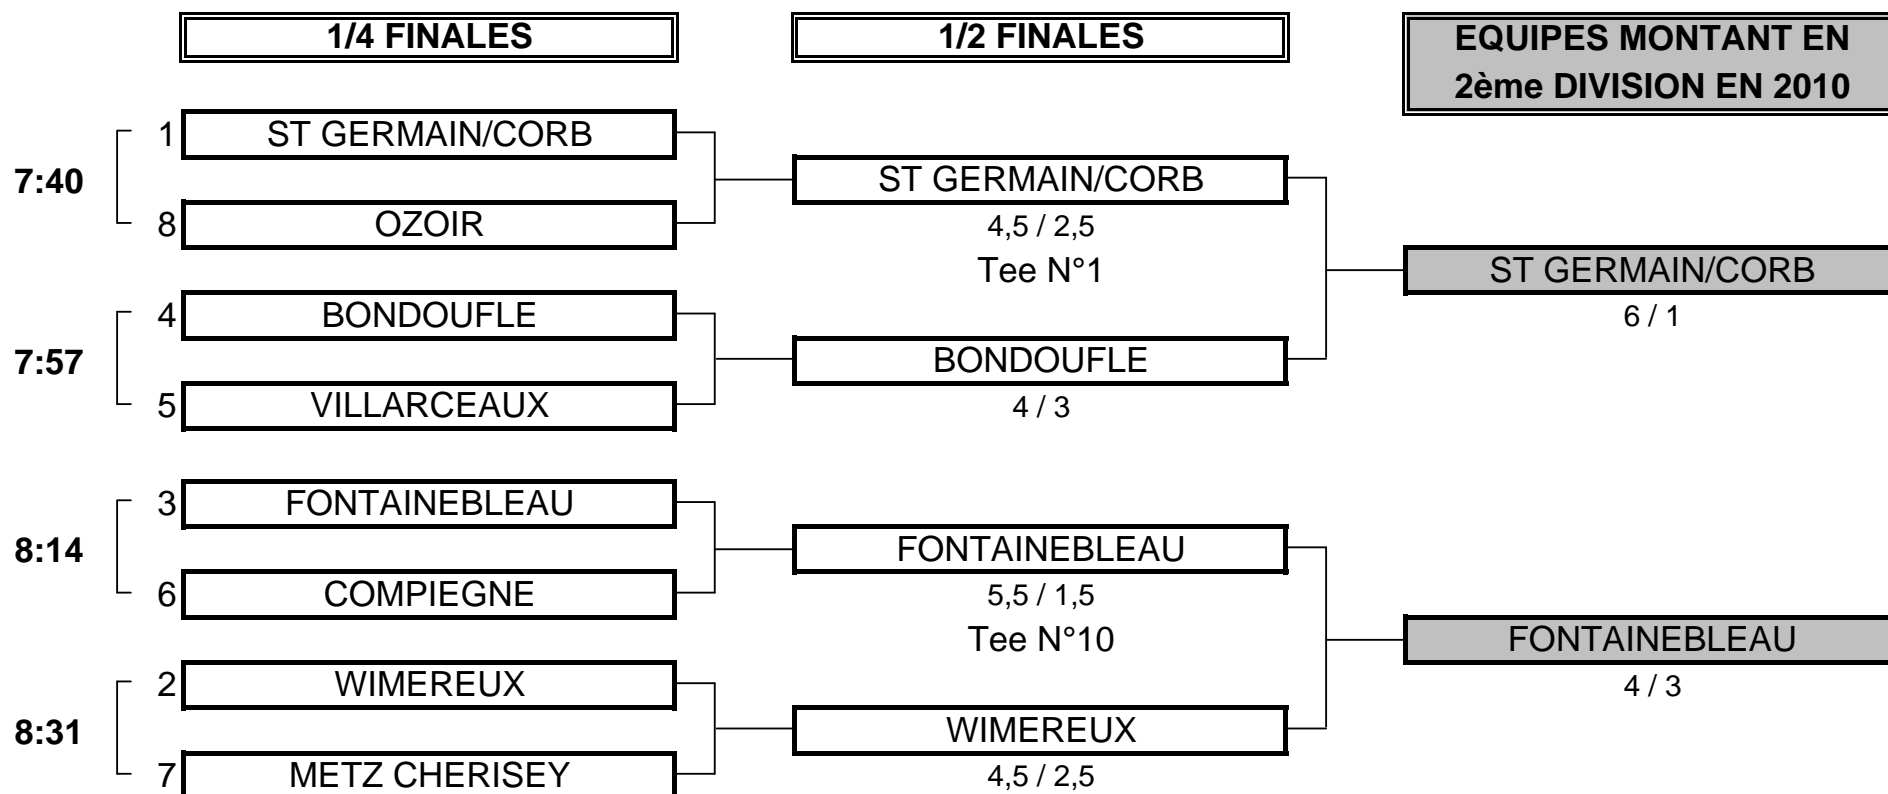 1/4 FINALES
1/2 FINALES
EQUIPES MONTANT EN
2ème DIVISION EN 2010
7:40
1 ST GERMAIN/CORB
8 OZOIR
7:57
4 BONDOUFLE
5 VILLARCEAUX
8:14
3 FONTAINEBLEAU
6 COMPIEGNE
8:31
2 WIMEREUX
7 METZ CHERISEY
ST GERMAIN/CORB
4,5 / 2,5
Tee N°1
BONDOUFLE
4 / 3
FONTAINEBLEAU
5,5 / 1,5
Tee N°10
WIMEREUX
4,5 / 2,5
ST GERMAIN/CORB
6 / 1
FONTAINEBLEAU
4 / 3